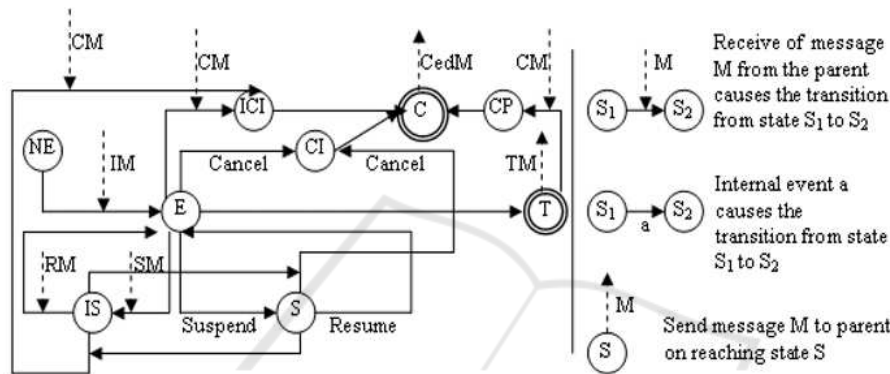 CM
CM
CedM
CM
ICI
C
CP
NE
IM
Cancel
CI
Cancel
TM
E
T
RM
SM
IS
Suspend
S
Resume
M
S1
S2
Receive of message
M from the parent
causes the transition
from state S1 to S2
S1
S2
a
Internal event a
causes the
transition from state
S1 to S2
M
S
Send message M to parent
on reaching state S